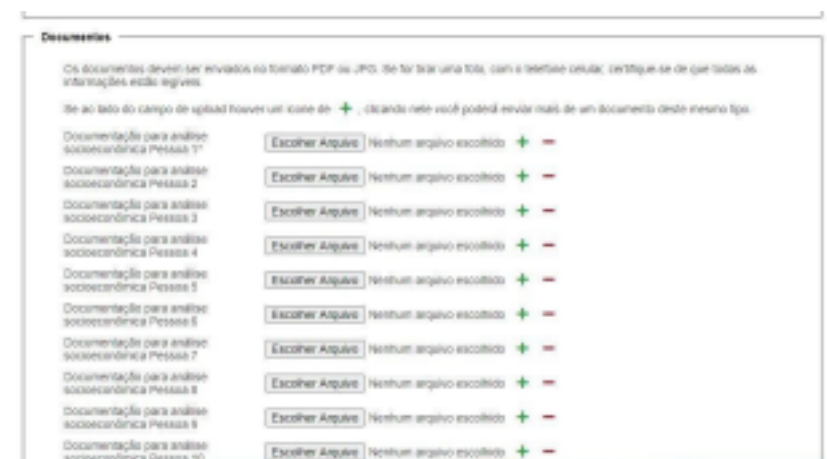 Documentos
Os documentos devem ser enviados no formato PDF ou JPG. Se for tirar uma foto, com o telefone celular, certifique-se de que todas as
informações estão legíveis.
Se ao lado do campo de upload houver um ícone de + , clicando nele você poderá enviar mais de um documento deste mesmo tipo.
Documentação para análise
socioeconômica Pessoa 1*
Escolher Arquivo Nenhum arquivo escolhido + −
Documentação para análise
socioeconômica Pessoa 2
Escolher Arquivo Nenhum arquivo escolhido + −
Documentação para análise
socioeconômica Pessoa 3
Escolher Arquivo Nenhum arquivo escolhido + −
Documentação para análise
socioeconômica Pessoa 4
Escolher Arquivo Nenhum arquivo escolhido + −
Documentação para análise
socioeconômica Pessoa 5
Escolher Arquivo Nenhum arquivo escolhido + −
Documentação para análise
socioeconômica Pessoa 6
Escolher Arquivo Nenhum arquivo escolhido + −
Documentação para análise
socioeconômica Pessoa 7
Escolher Arquivo Nenhum arquivo escolhido + −
Documentação para análise
socioeconômica Pessoa 8
Escolher Arquivo Nenhum arquivo escolhido + −
Documentação para análise
socioeconômica Pessoa 9
Escolher Arquivo Nenhum arquivo escolhido + −
Documentação para análise
socioeconômica Pessoa 10
Escolher Arquivo Nenhum arquivo escolhido + −